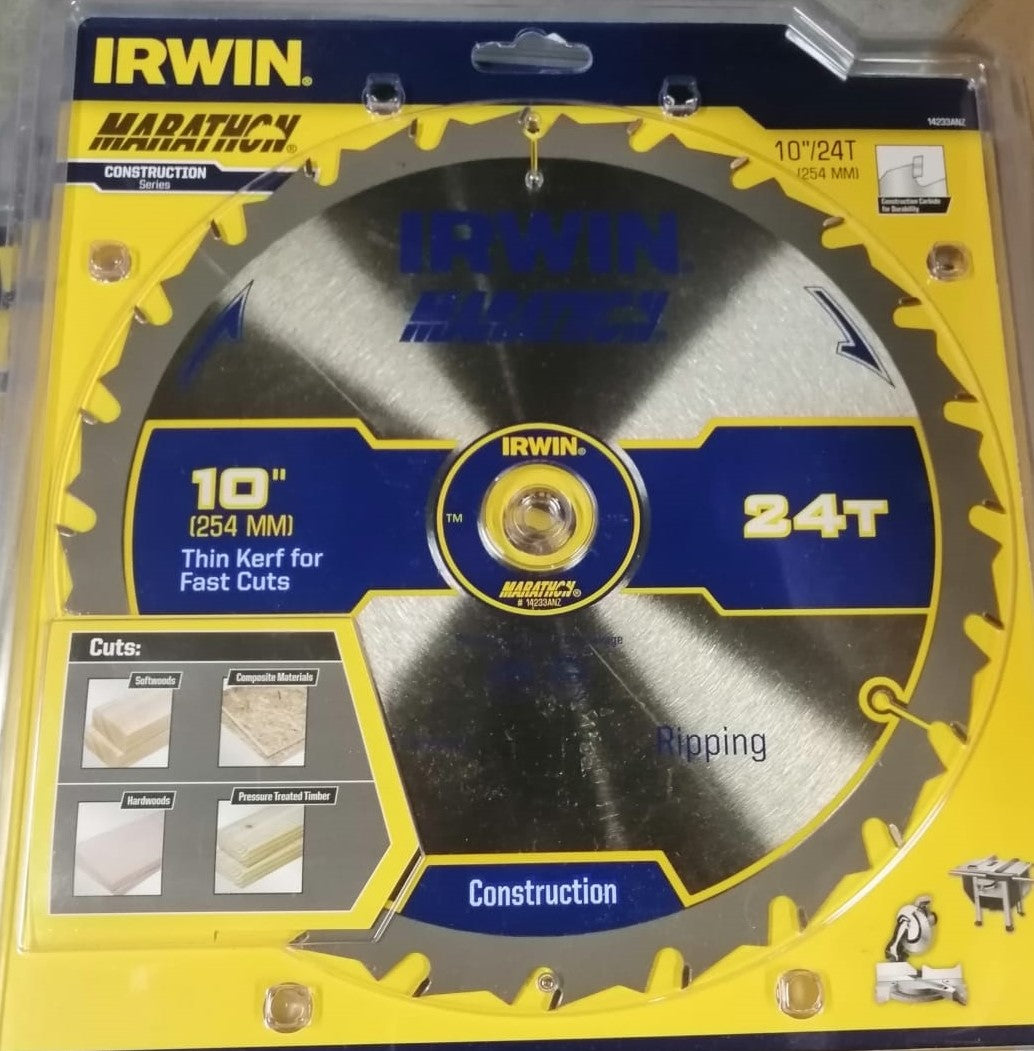 IRWIN®
MARATHON®
CONSTRUCTION
Series
14233ANZ
10"/24T
(254 MM)
Construction Carbide
for Durability
IRWIN
MARATHON
IRWIN®
10"
(254 MM)
Thin Kerf for
Fast Cuts
TM
24T
MARATHON®
# 14233ANZ
Cuts:
Softwoods
Composite Materials
Hardwoods
Pressure Treated Timber
Ripping
Construction